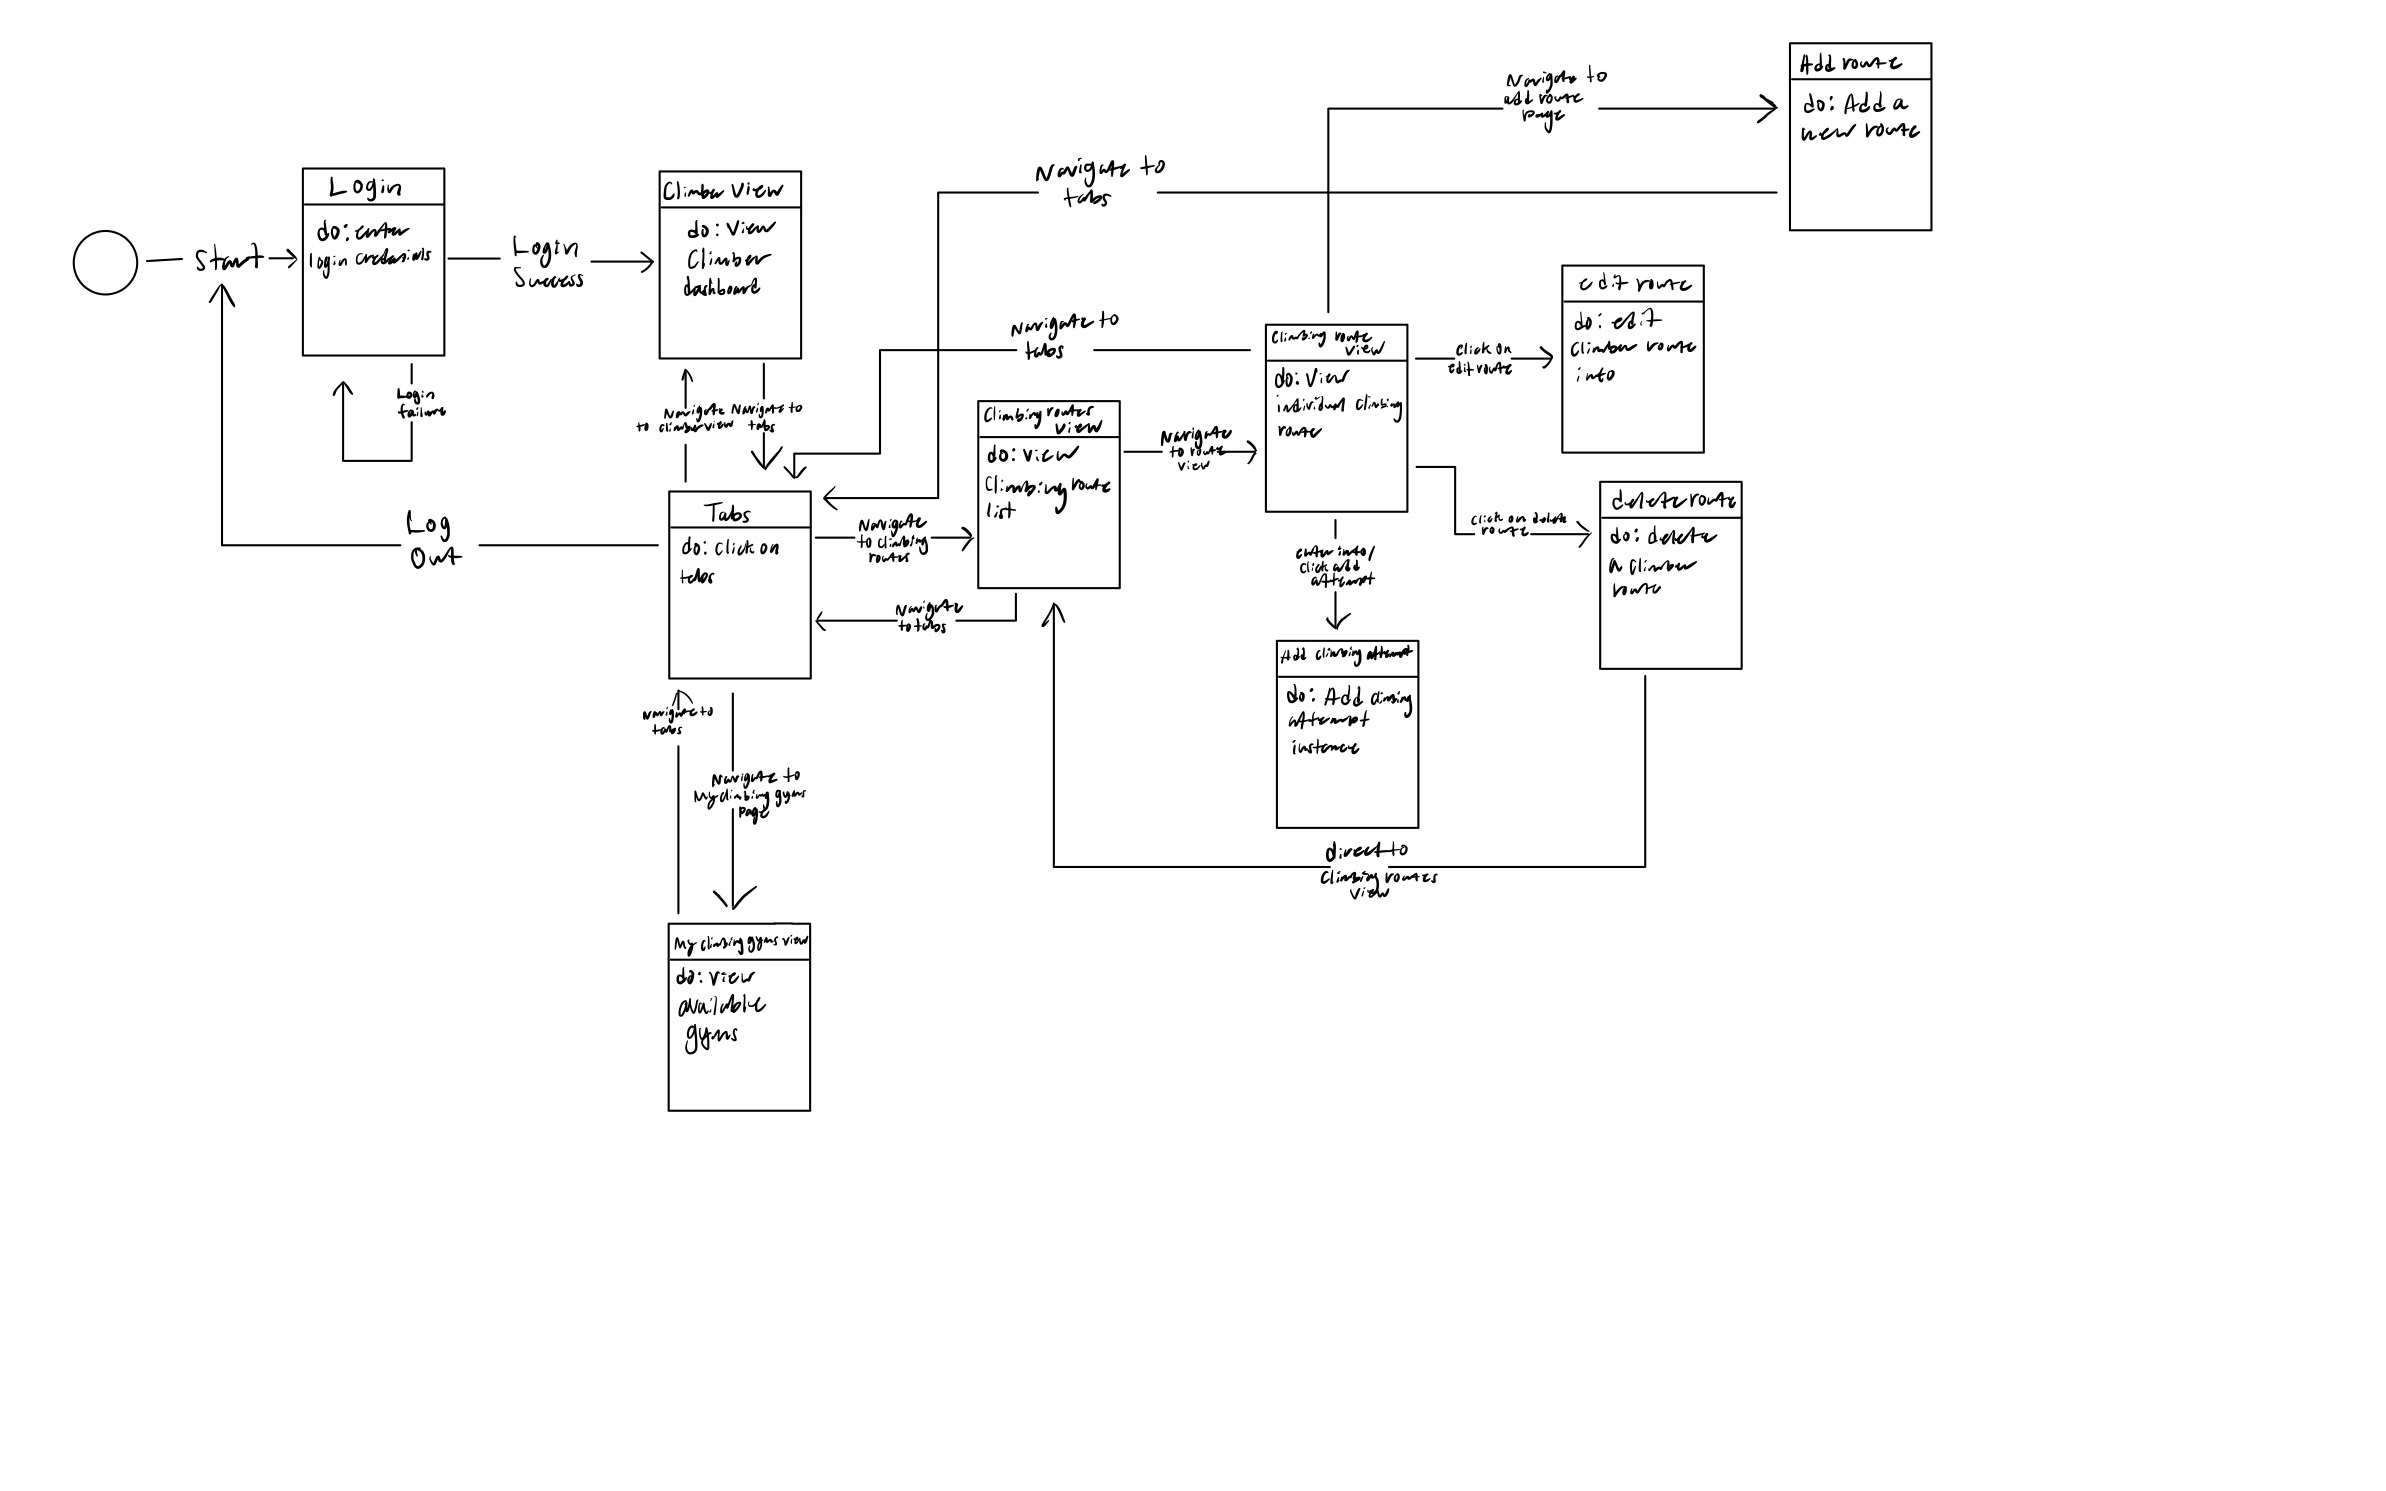 Start
Login
do: enter
login credenials
Login
Success
Login
failure
Log
Out
Climber View
do: View
Climber
dashboard
Navigate
to climberview
Navigate to
tabs
Tabs
do: click on
tabs
Navigate to
tabs
Navigate to
My climbing gyms
page
My climbing gyms view
do: view
available
gyms
Navigate
to climbing
routes
Navigate
to tabs
Climbing routes
view
do: view
climbing route
list
Navigate to
tabs
Navigate to
tabs
Navigate
to route
view
Climbing route
view
do: View
individual climbing
route
Navigate to
add route
page
Add route
do: Add a
new route
click on
edit route
edit route
do: edit
climber route
info
click on delete
route
delete route
do: delete
a climber
route
enter info/
click add
attempt
Add climbing attempt
do: Add climing
attempt
instance
direct to
climbing routes
view